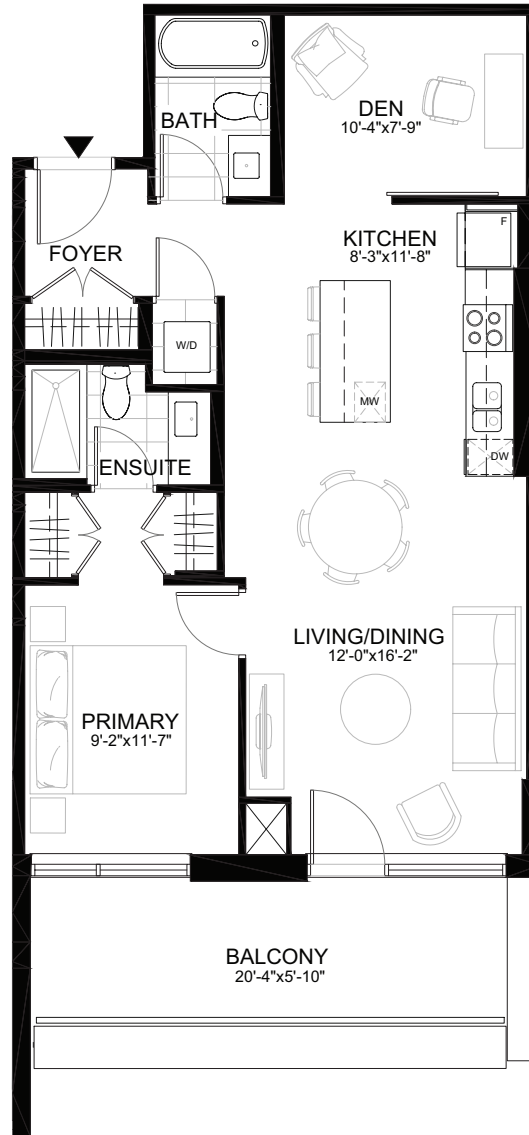 BATH
DEN
10'-4"x7'-9"
FOYER
KITCHEN
8'-3"x11'-8"
F
W/D
MW
DW
ENSUITE
LIVING/DINING
12'-0"x16'-2"
PRIMARY
9'-2"x11'-7"
BALCONY
20'-4"x5'-10"